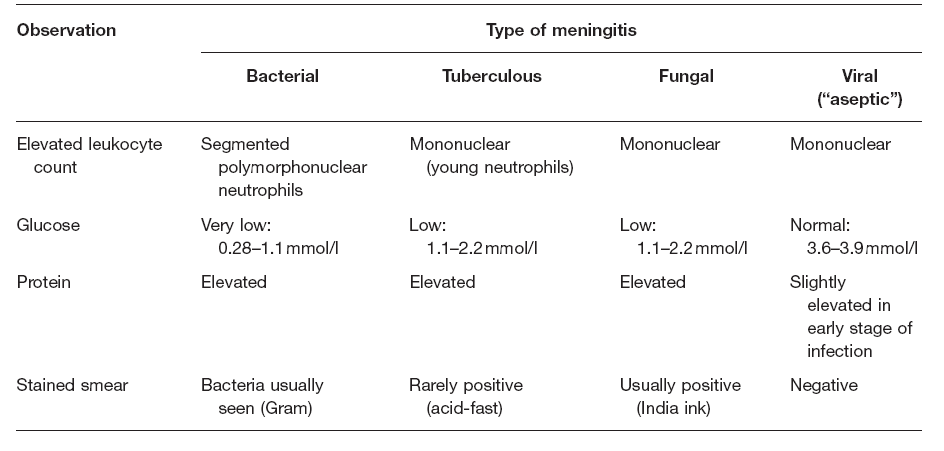 Observation Type of meningitis
Bacterial Tuberculous Fungal Viral
(“aseptic”)
Elevated leukocyte Segmented Mononuclear Mononuclear Mononuclear
count polymorphonuclear (young neutrophils)
neutrophils
Glucose Very low: Low: Low: Normal:
0.28–1.1 mmol/l 1.1–2.2 mmol/l 1.1–2.2 mmol/l 3.6–3.9 mmol/l
Protein Elevated Elevated Elevated Slightly
elevated in
early stage of
infection
Stained smear Bacteria usually Rarely positive Usually positive Negative
seen (Gram) (acid-fast) (India ink)